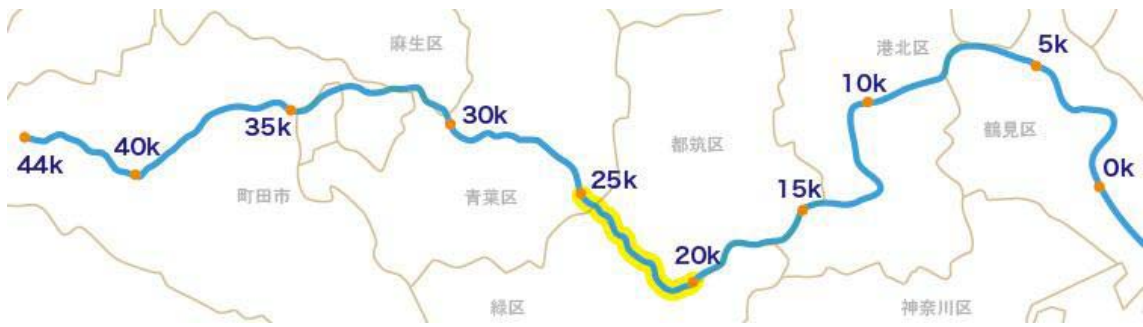 麻生区
港北区
5k
10k
30k
35k
鶴見区
40k
都筑区
44k
0k
25k
15k
町田市
青葉区
20k
緑区
神奈川区